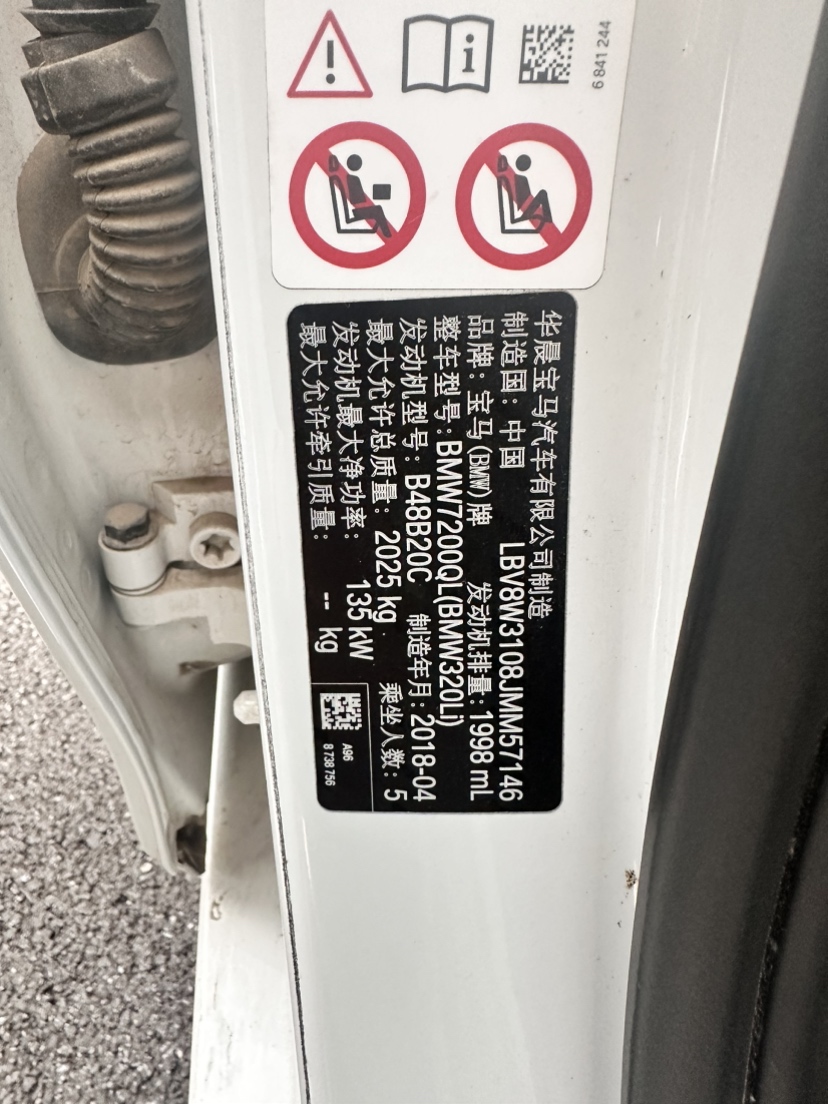 6 841 244
华晨宝马汽车有限公司制造
制造国：中国 LBV8W3108JMM57146
品牌：宝马(BMW)牌 发动机排量：1998 mL
整车型号：BMW7200QL(BMW320Li)
发动机型号：B48B20C 制造年月：2018-04
最大允许总质量：2025 kg 乘坐人数：5
发动机最大净功率：135 kW
最大允许牵引质量：-- kg
A96
8 738 756